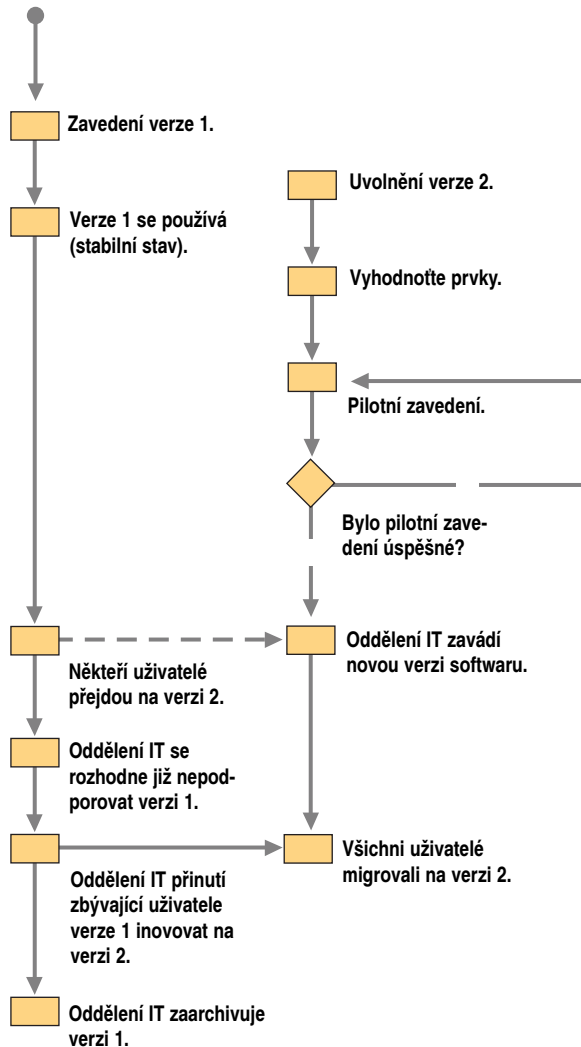 Zavedení verze 1.
Verze 1 se používá
(stabilní stav).
Uvolnění verze 2.
Vyhodnoťte prvky.
Pilotní zavedení.
Bylo pilotní zave-
dení úspěšné?
Někteří uživatelé
přejdou na verzi 2.
Oddělení IT zavádí
novou verzi softwaru.
Oddělení IT se
rozhodne již nepod-
porovat verzi 1.
Oddělení IT přinutí
zbývající uživatele
verze 1 inovovat na
verzi 2.
Všichni uživatelé
migrovali na verzi 2.
Oddělení IT zaarchivuje
verzi 1.